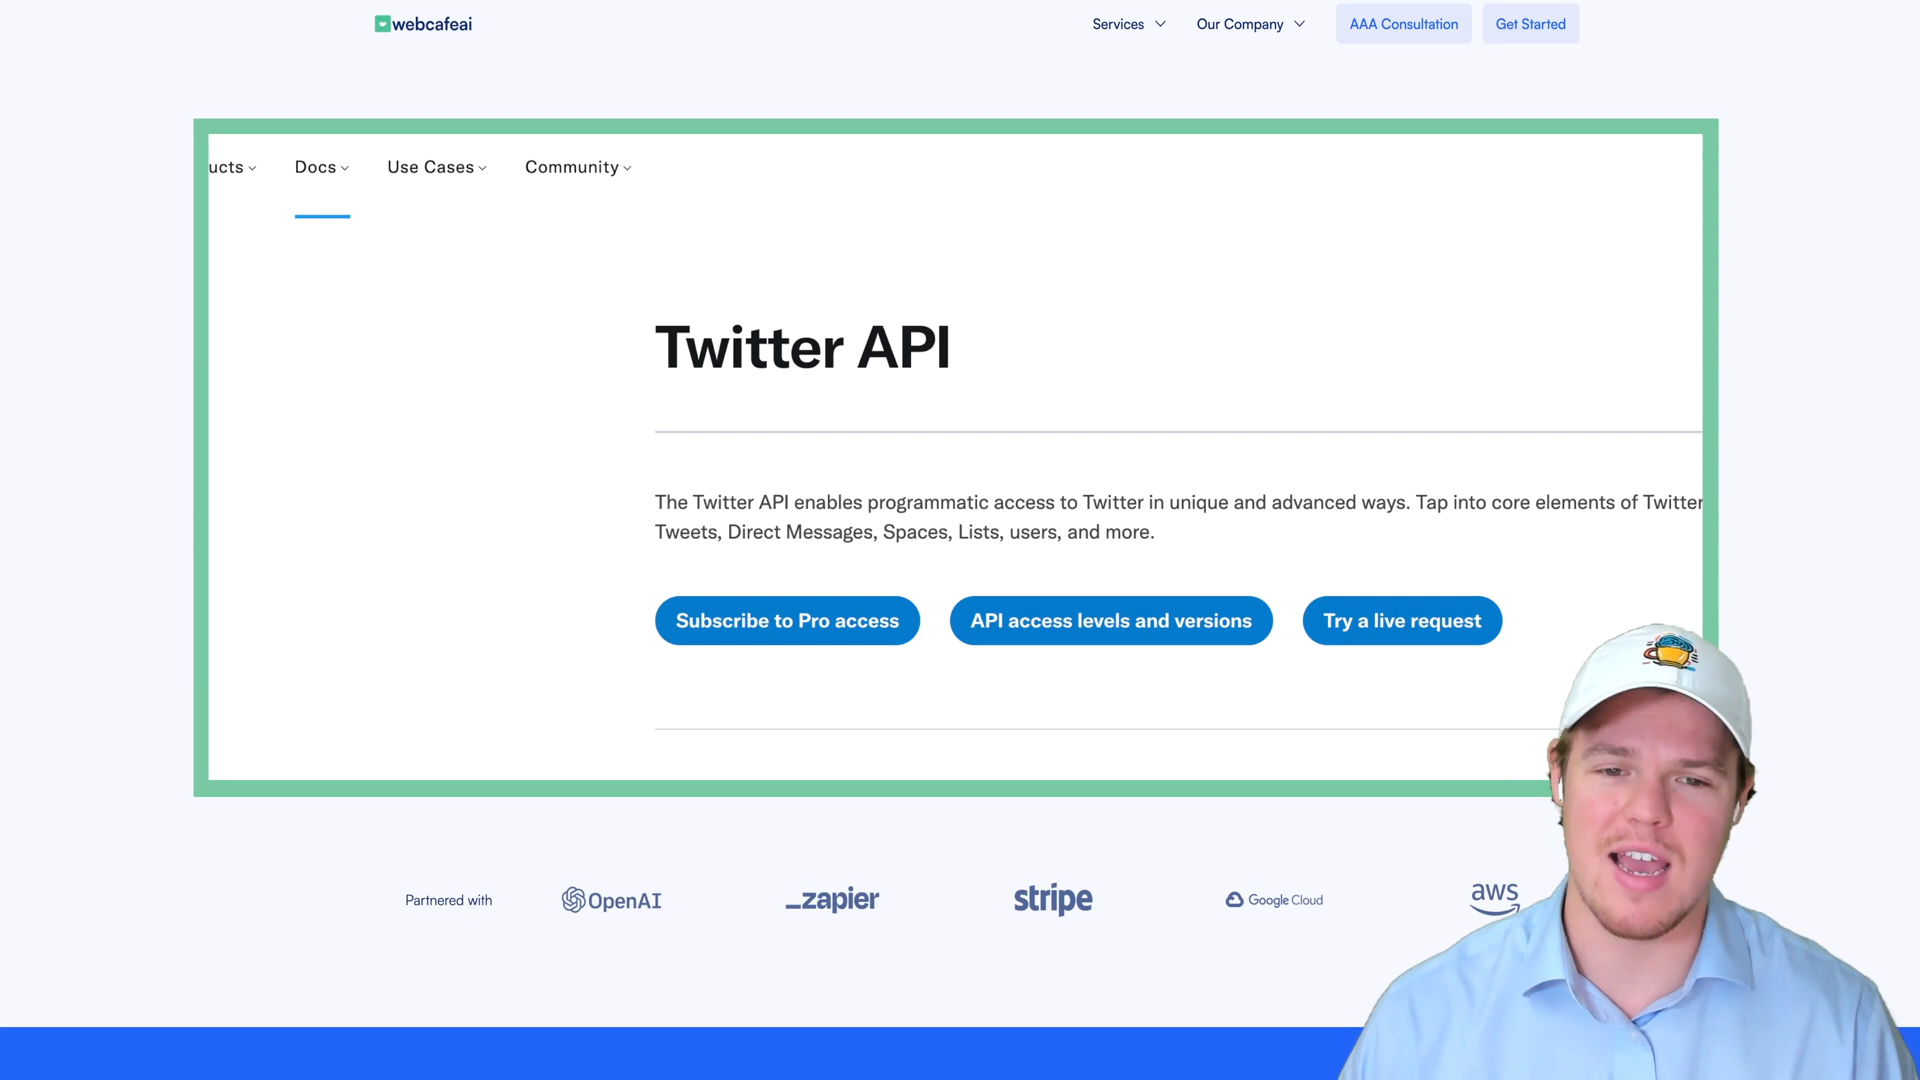 webcafeai
Services
Our Company
AAA Consultation
Get Started
ucts
Docs
Use Cases
Community
Twitter API
The Twitter API enables programmatic access to Twitter in unique and advanced ways. Tap into core elements of Twitter
Tweets, Direct Messages, Spaces, Lists, users, and more.
Subscribe to Pro access
API access levels and versions
Try a live request
Partnered with
OpenAI
zapier
stripe
Google Cloud
aws